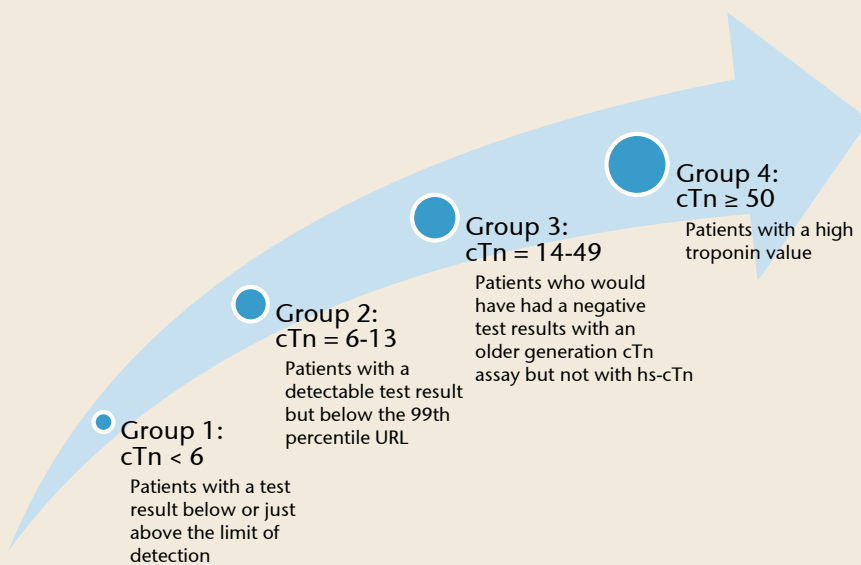 Group 1:
cTn < 6
Patients with a test
result below or just
above the limit of
detection
Group 2:
cTn = 6-13
Patients with a
detectable test result
but below the 99th
percentile URL
Group 3:
cTn = 14-49
Patients who would
have had a negative
test results with an
older generation cTn
assay but not with hs-cTn
Group 4:
cTn ≥ 50
Patients with a high
troponin value